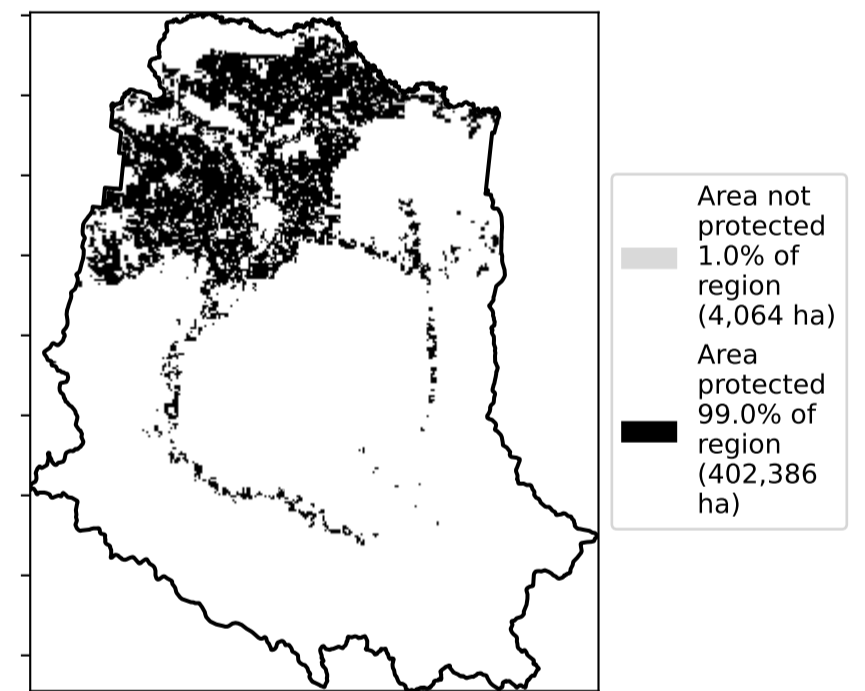 Area not
protected
1.0% of
region
(4,064 ha)
Area
protected
99.0% of
region
(402,386
ha)